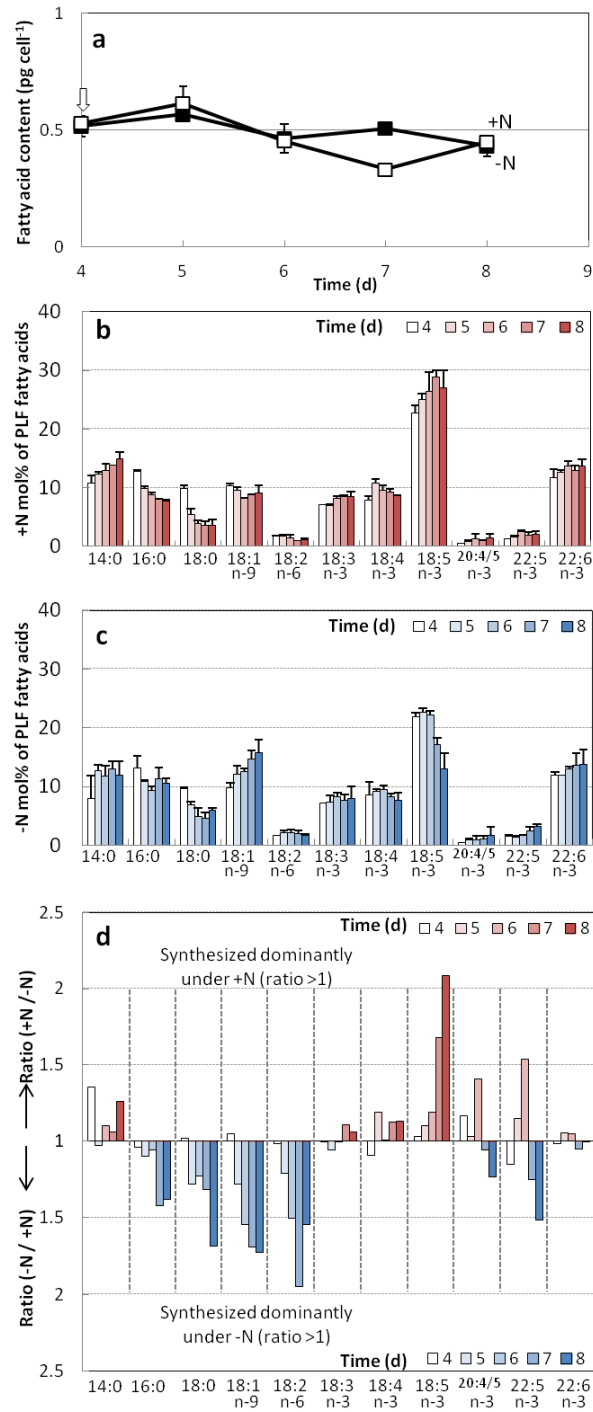 a
Fatty acid content (pg cell-1)
1
0.5
0
+N
-N
4 5 6 7 8 9
Time (d)
b
Time (d) 4 5 6 7 8
+N mol% of PLF fatty acids
40
30
20
10
0
14:0 16:0 18:0 18:1 18:2 18:3 18:4 18:5 20:4/5 22:5 22:6
n-9 n-6 n-3 n-3 n-3 n-3 n-3 n-3
c
Time (d) 4 5 6 7 8
-N mol% of PLF fatty acids
40
30
20
10
0
14:0 16:0 18:0 18:1 18:2 18:3 18:4 18:5 20:4/5 22:5 22:6
n-9 n-6 n-3 n-3 n-3 n-3 n-3 n-3
d
Time (d) 4 5 6 7 8
Synthesized dominantly
under +N (ratio >1)
Ratio (+N /-N)
Ratio (-N / +N)
2.5
2
1.5
1
1.5
2
2.5
Synthesized dominantly
under -N (ratio >1)
Time (d) 4 5 6 7 8
14:0 16:0 18:0 18:1 18:2 18:3 18:4 18:5 20:4/5 22:5 22:6
n-9 n-6 n-3 n-3 n-3 n-3 n-3 n-3